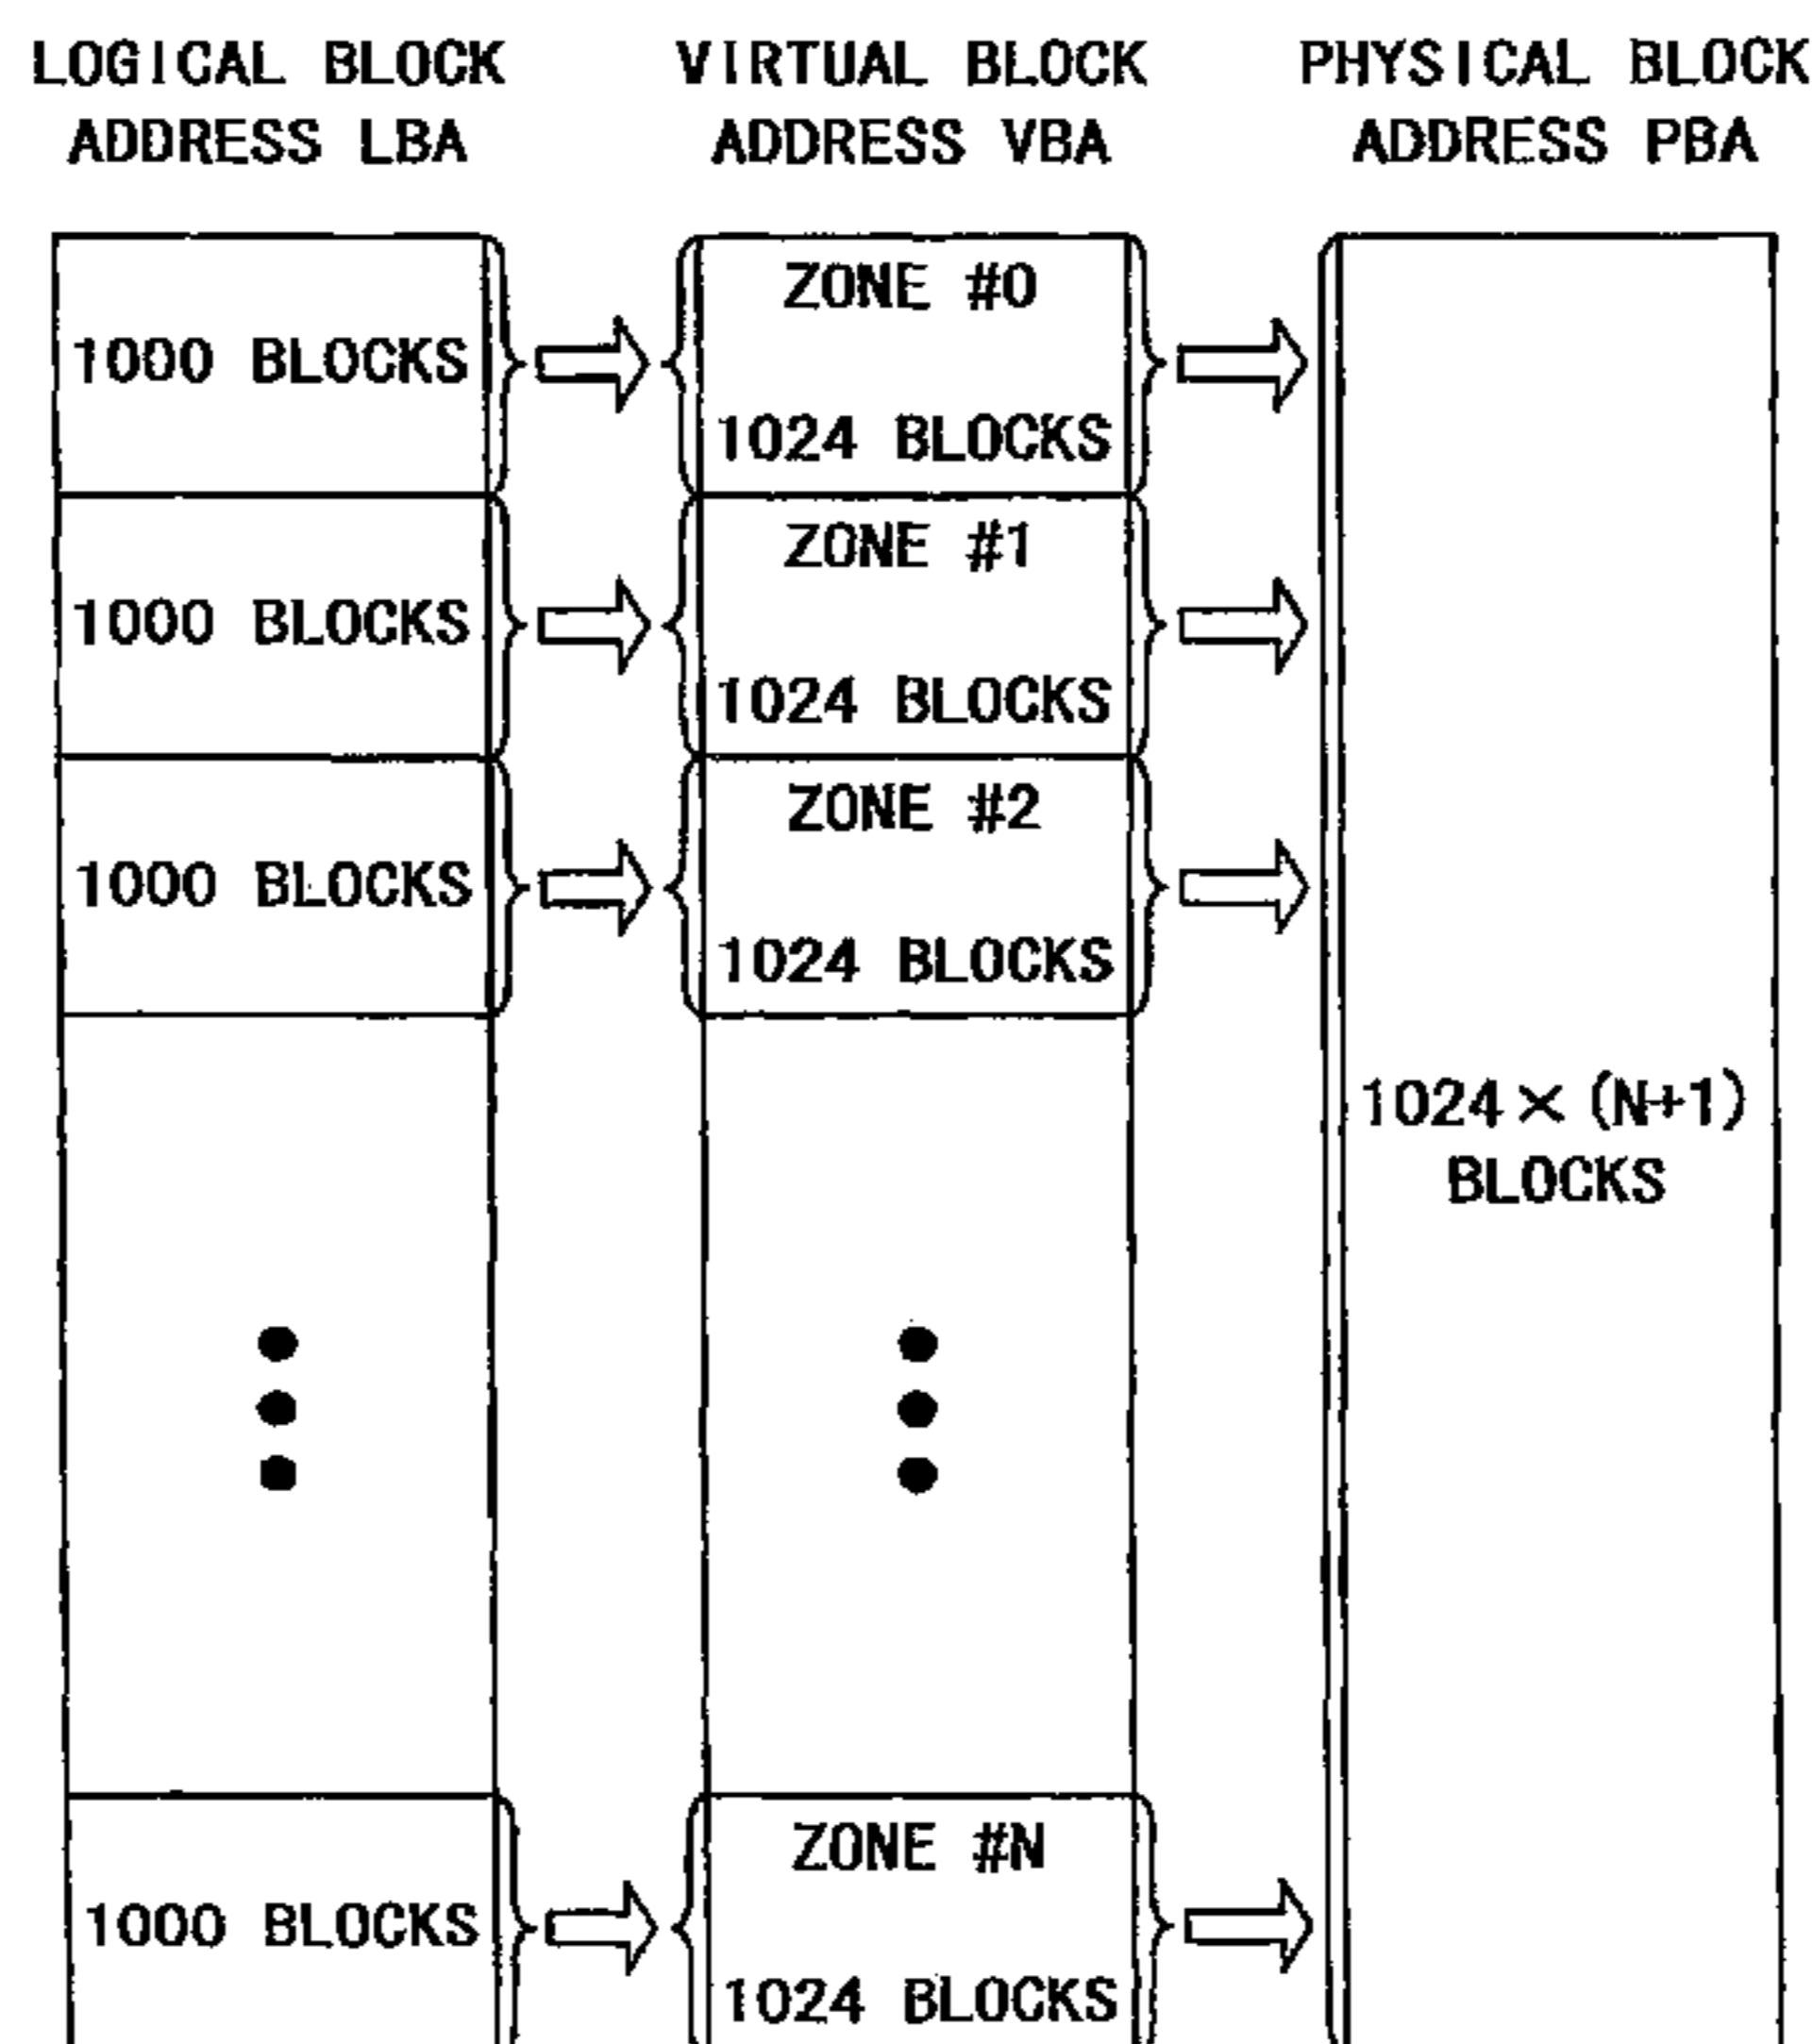 LOGICAL BLOCK
ADDRESS LBA
VIRTUAL BLOCK
ADDRESS VBA
PHYSICAL BLOCK
ADDRESS PBA
1000 BLOCKS
ZONE #0
1024 BLOCKS
1000 BLOCKS
ZONE #1
1024 BLOCKS
1000 BLOCKS
ZONE #2
1024 BLOCKS
1024×(N+1)
BLOCKS
1000 BLOCKS
ZONE #N
1024 BLOCKS